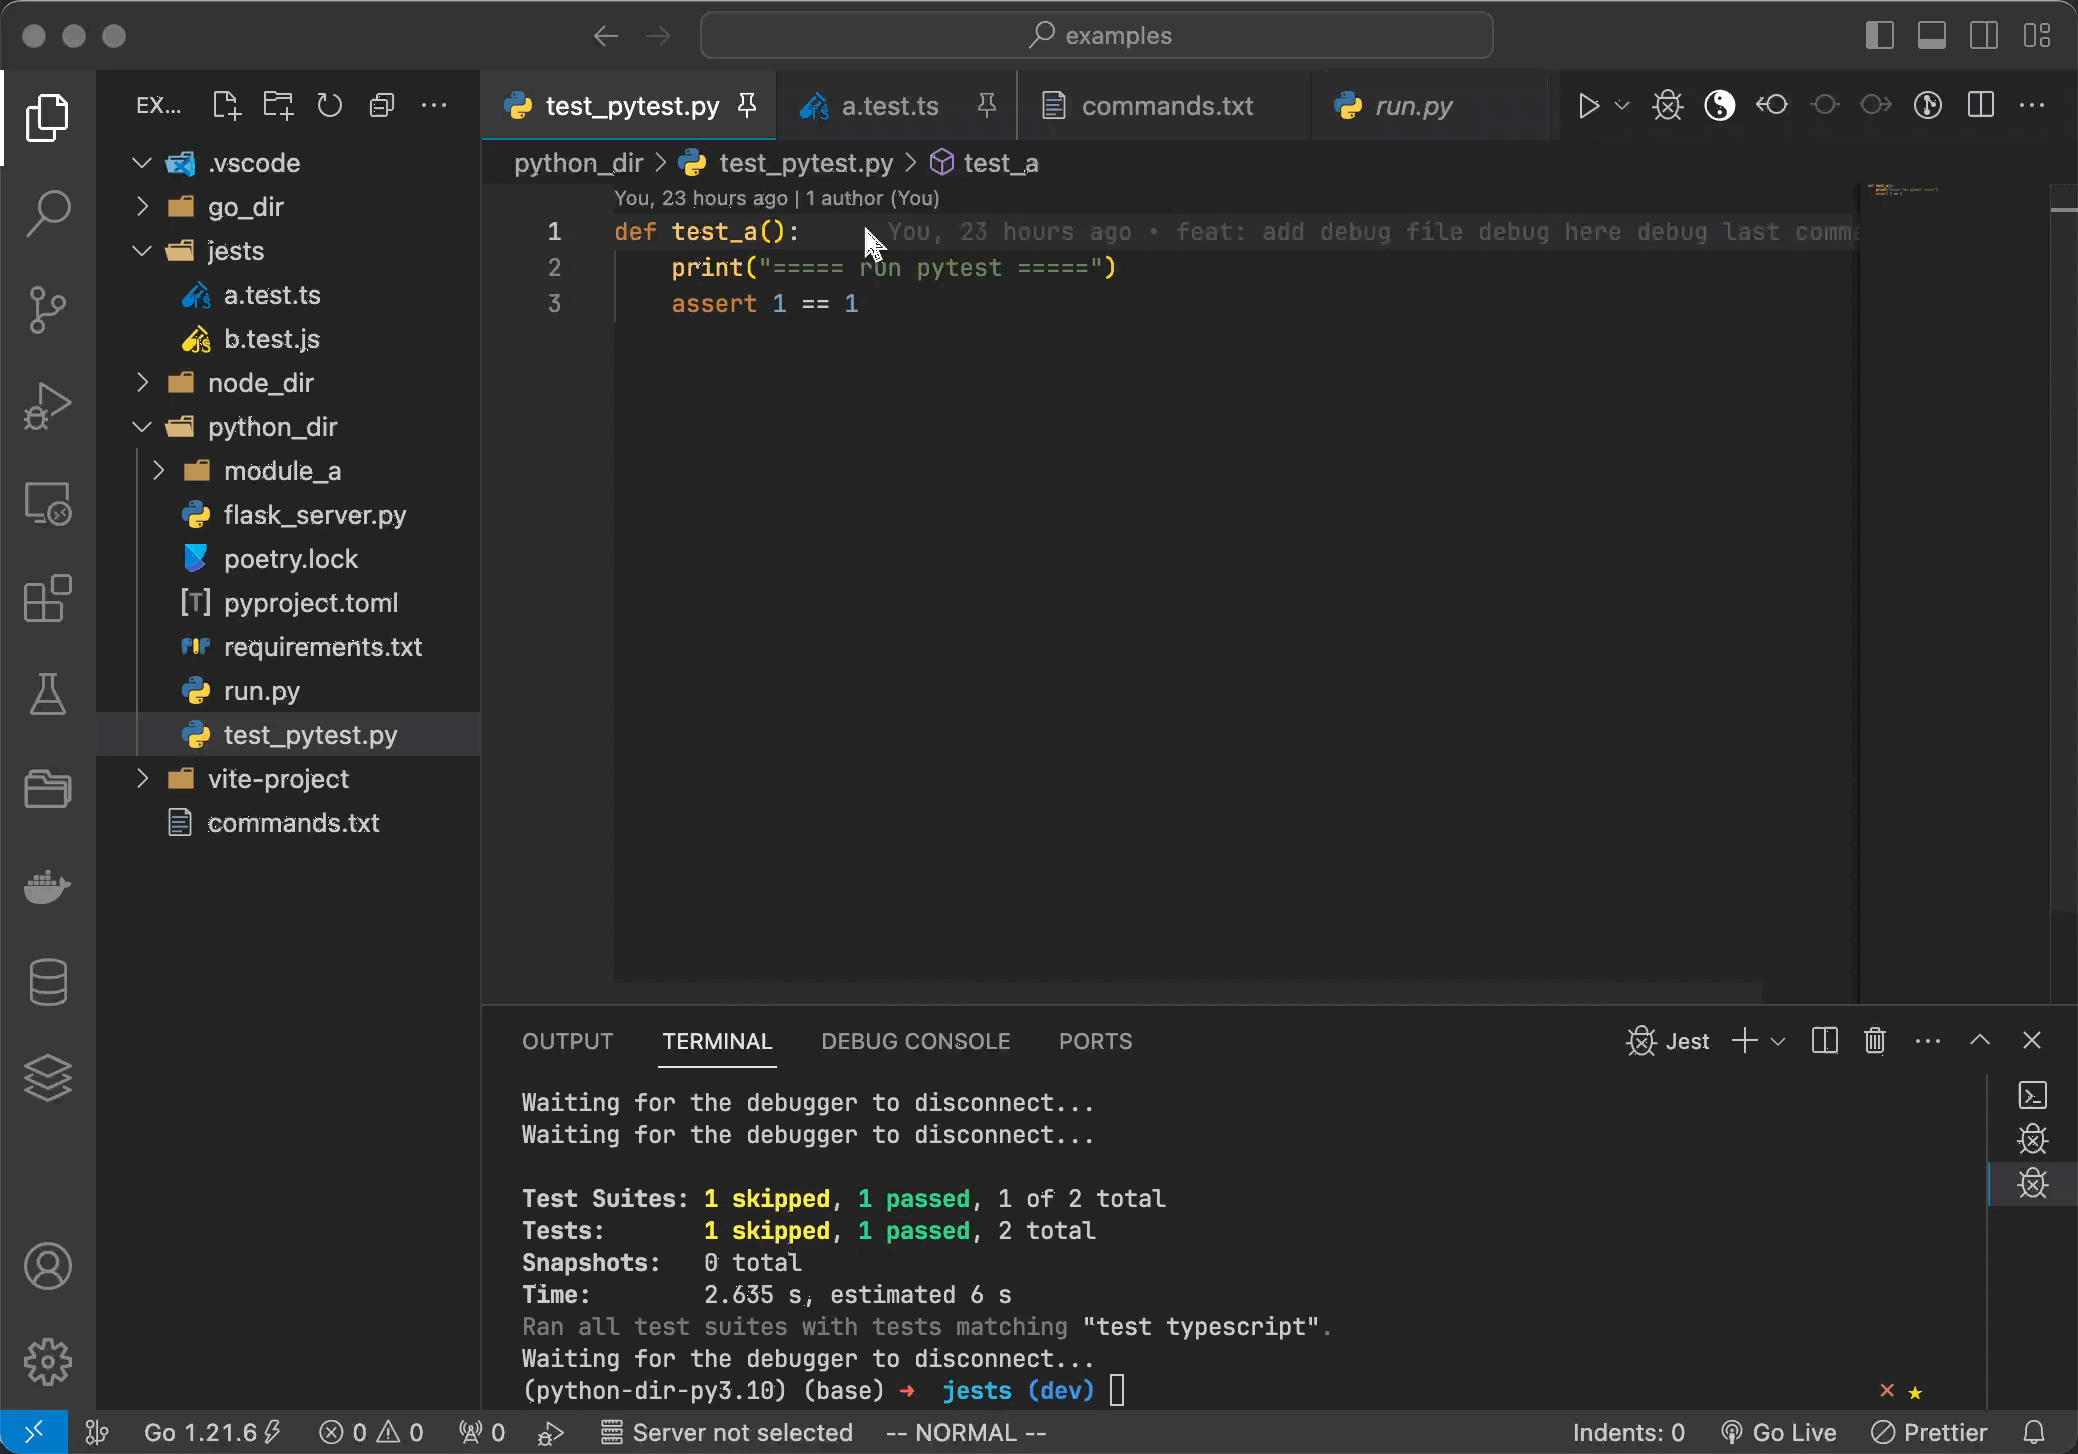 examples
EX...
test_pytest.py
a.test.ts
commands.txt
run.py
.vscode
go_dir
jests
a.test.ts
b.test.js
node_dir
python_dir
module_a
flask_server.py
poetry.lock
[T] pyproject.toml
requirements.txt
run.py
test_pytest.py
vite-project
commands.txt
python_dir > test_pytest.py > test_a
You, 23 hours ago | 1 author (You)
1 def test_a(): You, 23 hours ago • feat: add debug file debug here debug last comma
2 print("===== run pytest =====")
3 assert 1 == 1
OUTPUT TERMINAL DEBUG CONSOLE PORTS Jest
Waiting for the debugger to disconnect...
Waiting for the debugger to disconnect...
Test Suites: 1 skipped, 1 passed, 1 of 2 total
Tests: 1 skipped, 1 passed, 2 total
Snapshots: 0 total
Time: 2.635 s, estimated 6 s
Ran all test suites with tests matching "test typescript".
Waiting for the debugger to disconnect...
(python-dir-py3.10) (base) ➜ jests (dev)
Go 1.21.6 0 0 0 Server not selected -- NORMAL -- Indents: 0 Go Live Prettier